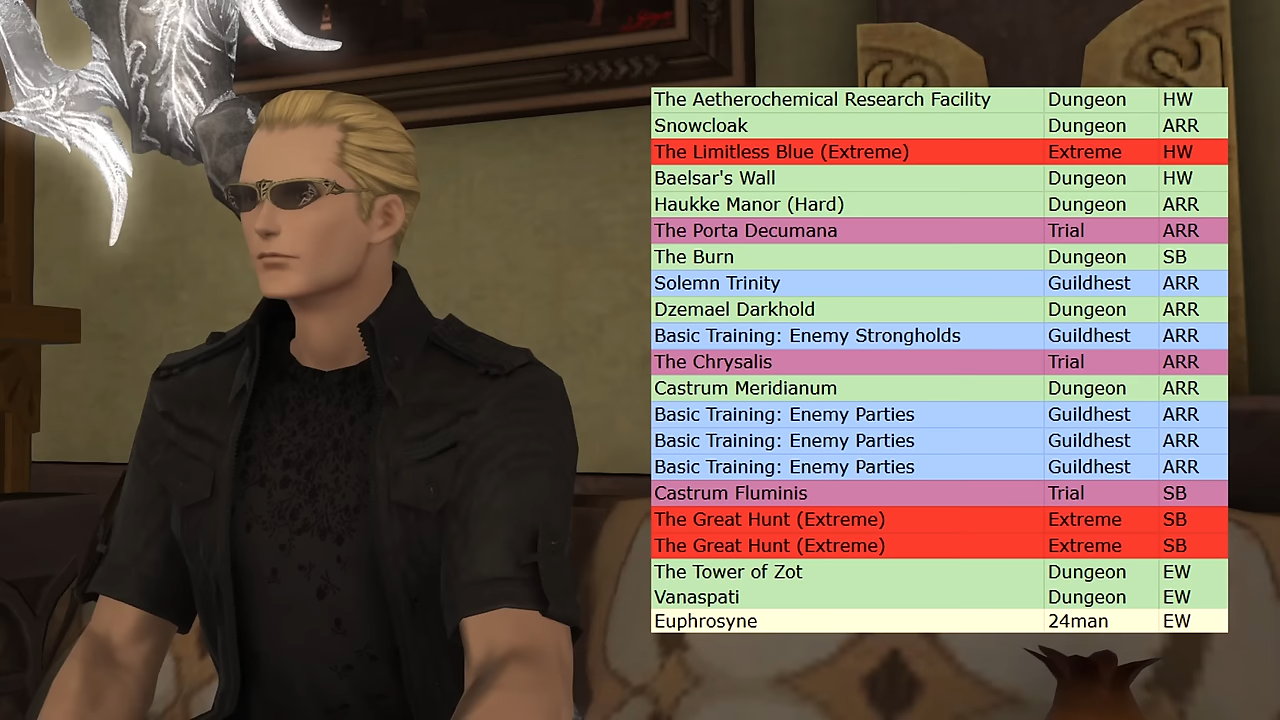 The Aetherochemical Research Facility Dungeon HW
Snowcloak Dungeon ARR
The Limitless Blue (Extreme) Extreme HW
Baelsar's Wall Dungeon HW
Haukke Manor (Hard) Dungeon ARR
The Porta Decumana Trial ARR
The Burn Dungeon SB
Solemn Trinity Guildhest ARR
Dzemael Darkhold Dungeon ARR
Basic Training: Enemy Strongholds Guildhest ARR
The Chrysalis Trial ARR
Castrum Meridianum Dungeon ARR
Basic Training: Enemy Parties Guildhest ARR
Basic Training: Enemy Parties Guildhest ARR
Basic Training: Enemy Parties Guildhest ARR
Castrum Fluminis Trial SB
The Great Hunt (Extreme) Extreme SB
The Great Hunt (Extreme) Extreme SB
The Tower of Zot Dungeon EW
Vanaspati Dungeon EW
Euphrosyne 24man EW